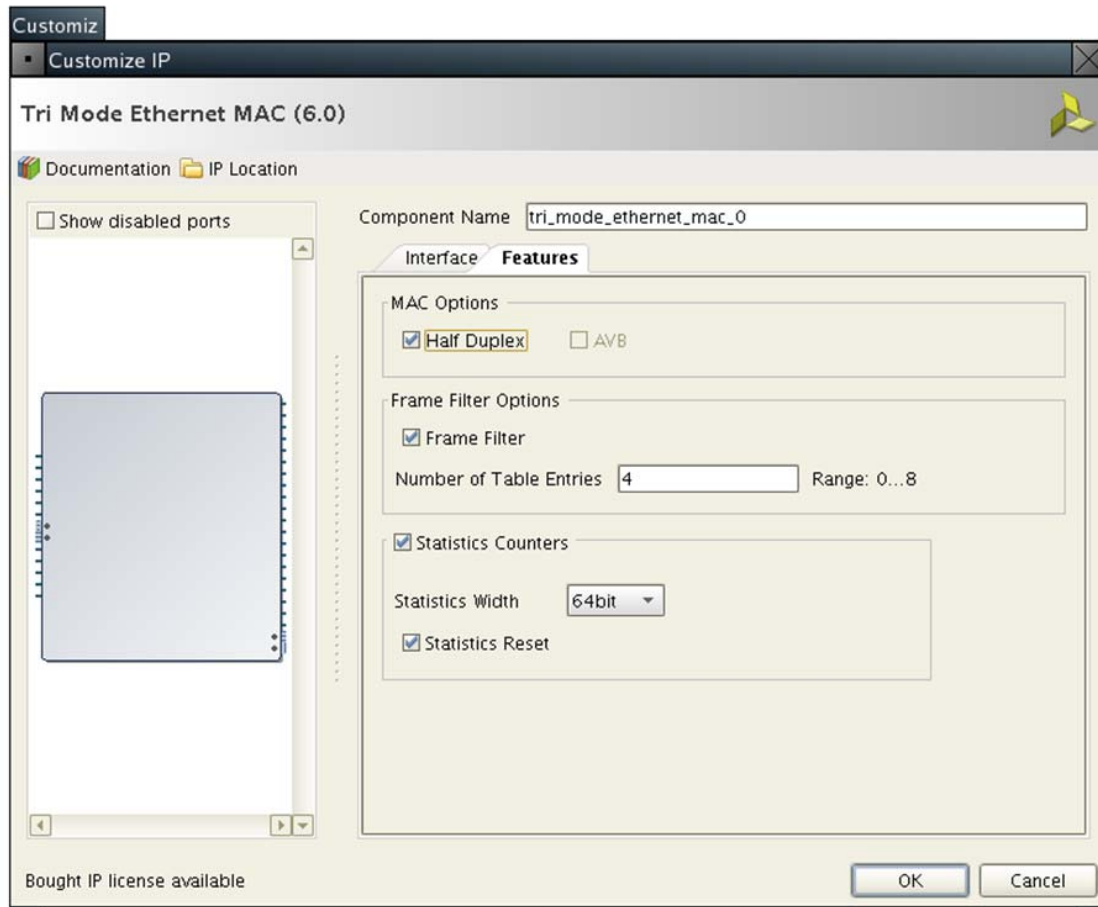 Customiz
Customize IP
Tri Mode Ethernet MAC (6.0)
Documentation IP Location
Show disabled ports
Component Name tri_mode_ethernet_mac_0
Interface Features
MAC Options
Half Duplex AVB
Frame Filter Options
Frame Filter
Number of Table Entries 4 Range: 0...8
Statistics Counters
Statistics Width 64bit
Statistics Reset
Bought IP license available
OK Cancel